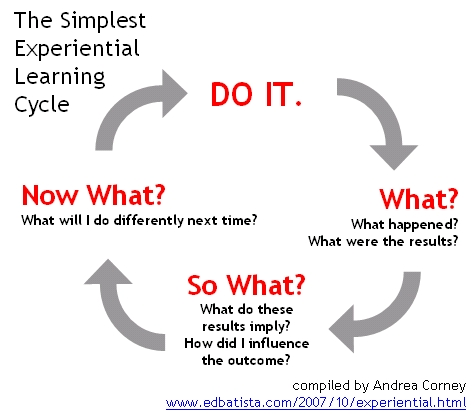 The Simplest
Experiential
Learning
Cycle
DO IT.
What?
What happened?
What were the results?
So What?
What do these
results imply?
How did I influence
the outcome?
Now What?
What will I do differently next time?
compiled by Andrea Corney
www.edbatista.com/2007/10/experiential.html